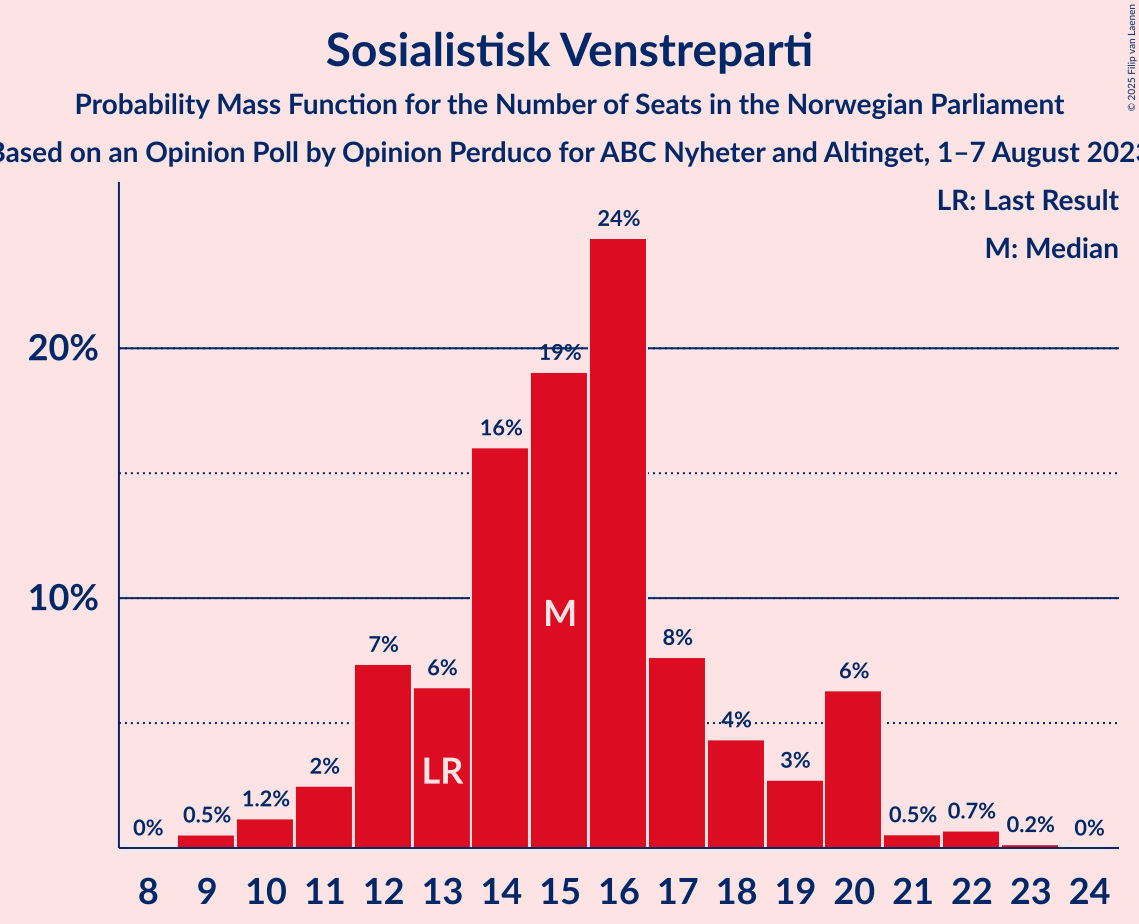 Sosialistisk Venstreparti
Probability Mass Function for the Number of Seats in the Norwegian Parliament
Based on an Opinion Poll by Opinion Perduco for ABC Nyheter and Altinget, 1–7 August 2023
© 2025 Filip van Laenen
LR: Last Result
M: Median
24%
20%
19%
16%
10%
M
7%
6%
8%
6%
4%
LR
2%
3%
0%
0.5%
1.2%
0.5%
0.7%
0.2%
0%
8 9 10 11 12 13 14 15 16 17 18 19 20 21 22 23 24